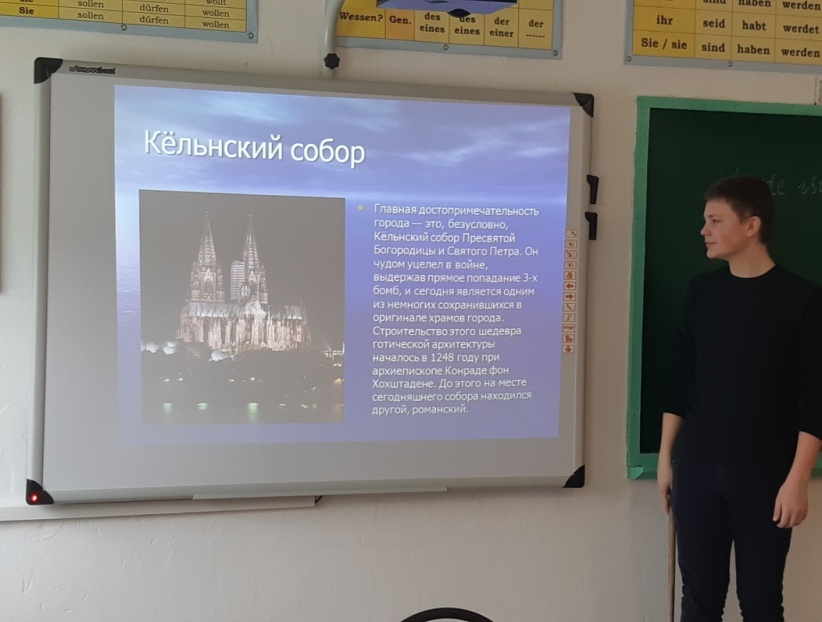 sollen dürfen wollt
Sie sollen dürfen wollen
Wessen? Gen. des des der der
eines eines einer
sind haben werden
ihr seid habt werdet
Sie / sie sind haben werden
Кёльнский собор
Главная достопримечательность
города — это, безусловно,
Кёльнский собор Пресвятой
Богородицы и Святого Петра. Он
чудом уцелел в войне,
выдержав прямое попадание 3-х
бомб, и сегодня является одним
из немногих сохранившихся в
оригинале храмов города.
Строительство этого шедевра
готической архитектуры
началось в 1248 году при
архиепископе Конраде фон
Хохштадене. До этого на месте
сегодняшнего собора находился
другой, романский.